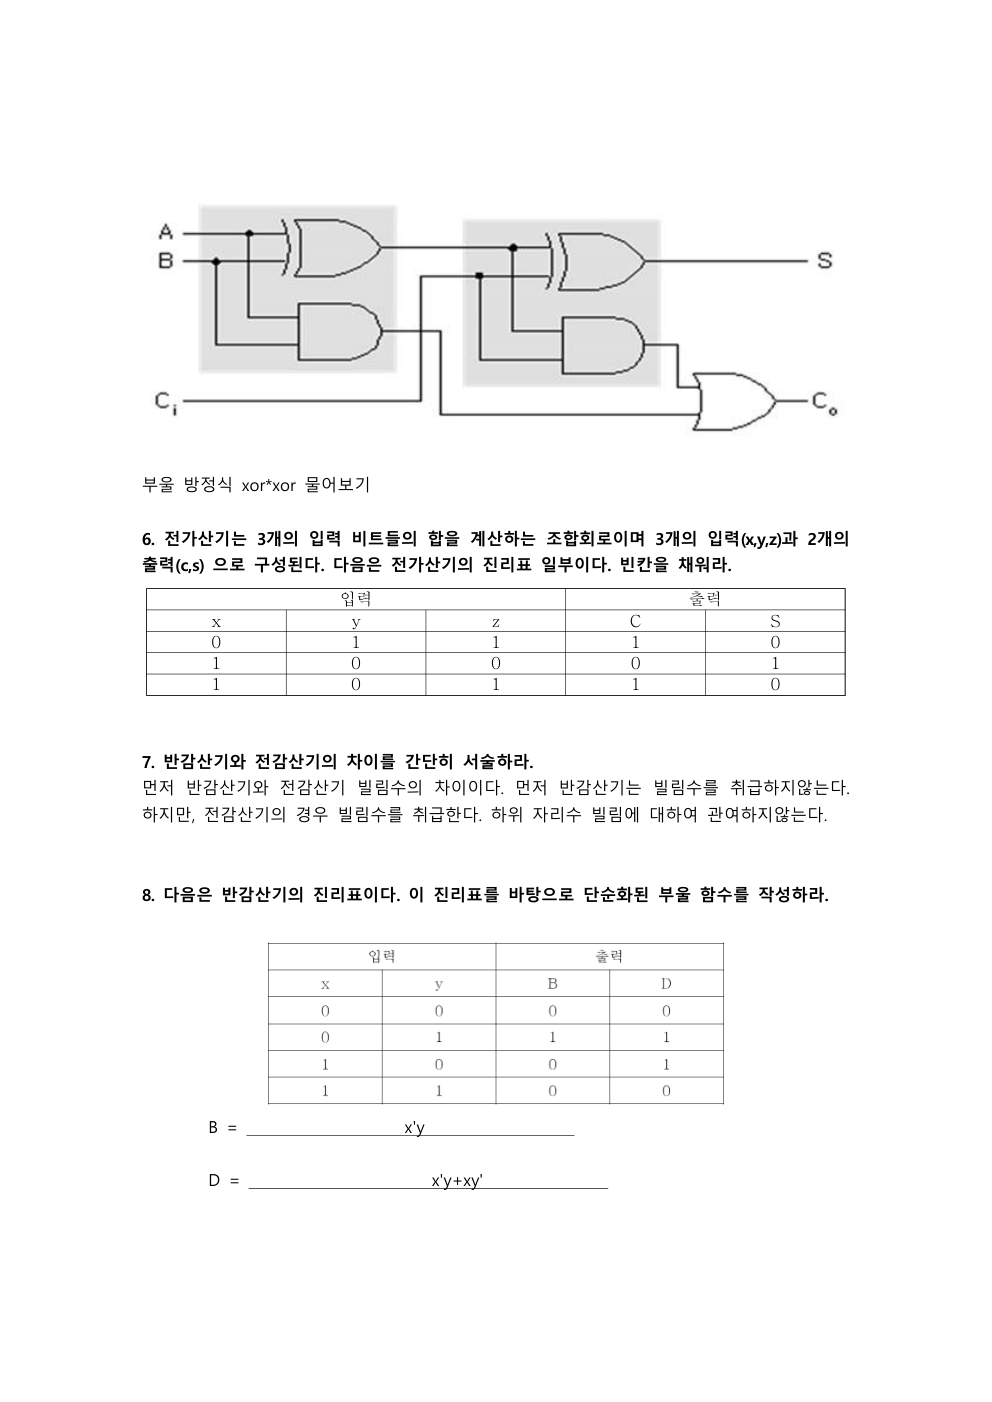 A
B
S
Ci
Co
부울 방정식 xor*xor 물어보기
6. 전가산기는 3개의 입력 비트들의 합을 계산하는 조합회로이며 3개의 입력(x,y,z)과 2개의
출력(c,s) 으로 구성된다. 다음은 전가산기의 진리표 일부이다. 빈칸을 채워라.
입력 출력
x y z C S
0 1 1 1 0
1 0 0 0 1
1 0 1 1 0
7. 반감산기와 전감산기의 차이를 간단히 서술하라.
먼저 반감산기와 전감산기 빌림수의 차이이다. 먼저 반감산기는 빌림수를 취급하지않는다.
하지만, 전감산기의 경우 빌림수를 취급한다. 하위 자리수 빌림에 대하여 관여하지않는다.
8. 다음은 반감산기의 진리표이다. 이 진리표를 바탕으로 단순화된 부울 함수를 작성하라.
입력 출력
x y B D
0 0 0 0
0 1 1 1
1 0 0 1
1 1 0 0
B = x'y
D = x'y+xy'